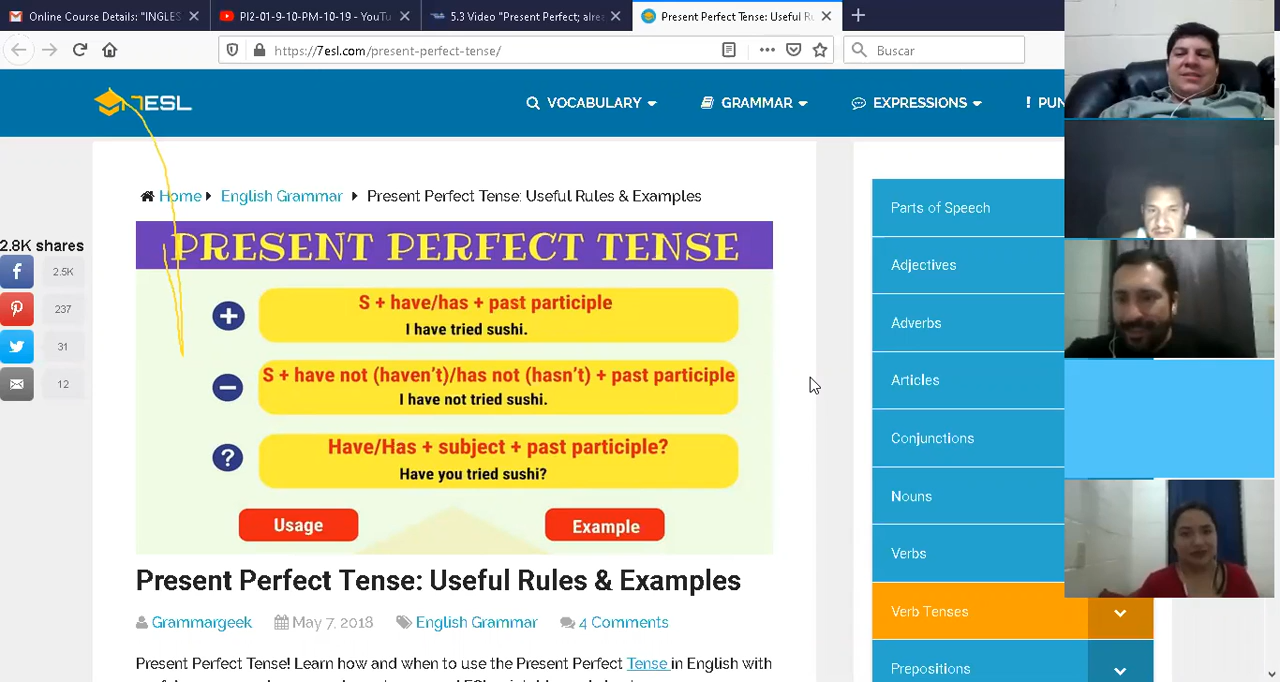 Online Course Details: "INGLES
PI2-01-9-10-PM-10-19 - YouTu
5.3 Video "Present Perfect; alrea
Present Perfect Tense: Useful Ru
https://7esl.com/present-perfect-tense/
Buscar
7ESL
VOCABULARY
GRAMMAR
EXPRESSIONS
! PUN
Home English Grammar Present Perfect Tense: Useful Rules & Examples
2.8K shares
2.5K
237
31
12
PRESENT PERFECT TENSE
+
S + have/has + past participle
I have tried sushi.
−
S + have not (haven't)/has not (hasn't) + past participle
I have not tried sushi.
?
Have/Has + subject + past participle?
Have you tried sushi?
Usage
Example
Present Perfect Tense: Useful Rules & Examples
Grammargeek May 7, 2018 English Grammar 4 Comments
Present Perfect Tense! Learn how and when to use the Present Perfect Tense in English with
Parts of Speech
Adjectives
Adverbs
Articles
Conjunctions
Nouns
Verbs
Verb Tenses
Prepositions